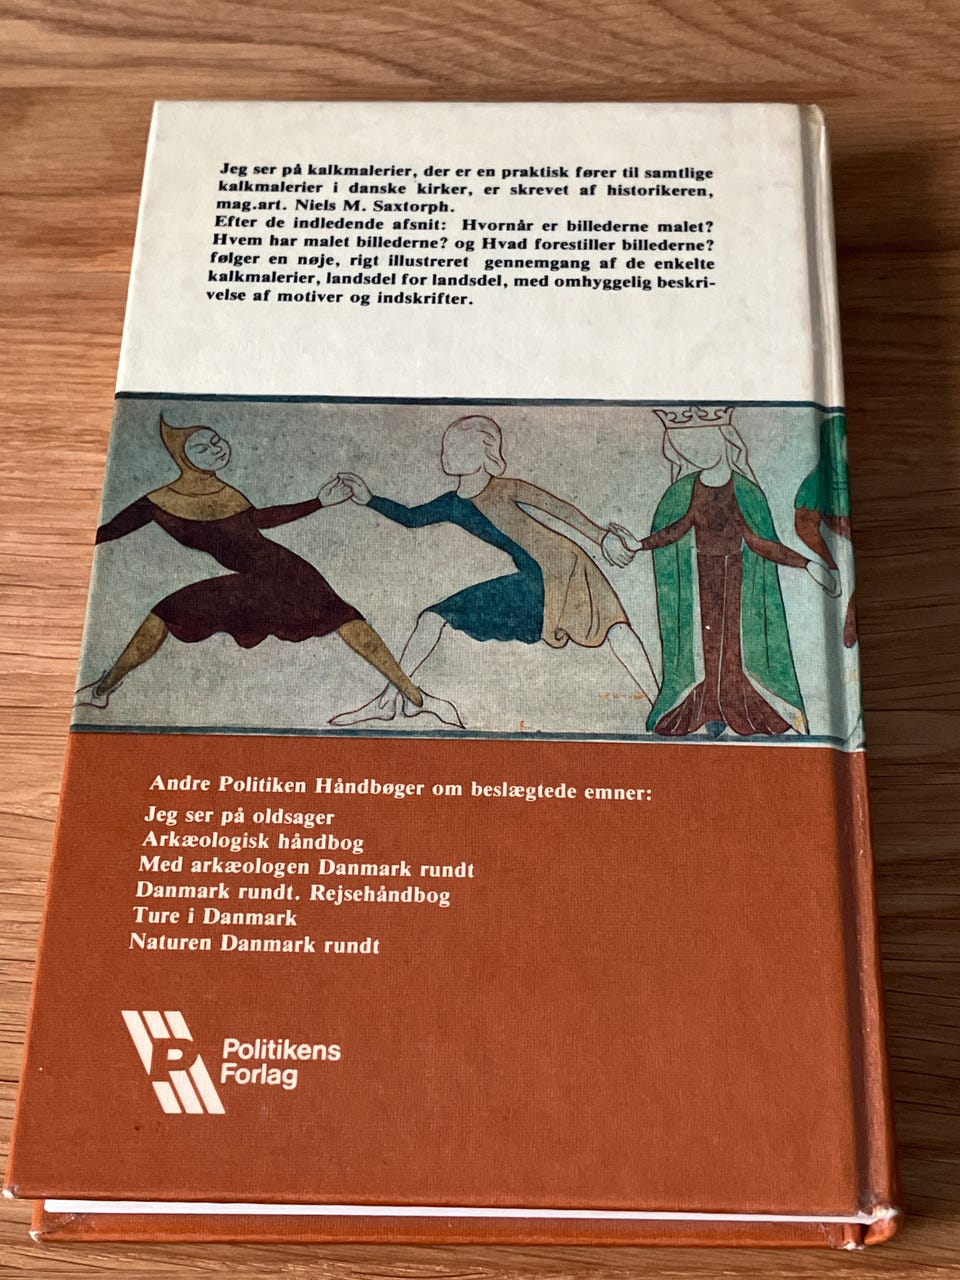 Jeg ser på kalkmalerier, der er en praktisk fører til samtlige
kalkmalerier i danske kirker, er skrevet af historikeren,
mag.art. Niels M. Saxtorph.
Efter de indledende afsnit: Hvornår er billederne malet?
Hvem har malet billederne? og Hvad forestiller billederne?
følger en nøje, rigt illustreret gennemgang af de enkelte
kalkmalerier, landsdel for landsdel, med omhyggelig beskri-
velse af motiver og indskrifter.
Andre Politiken Håndbøger om beslægtede emner:
Jeg ser på oldsager
Arkæologisk håndbog
Med arkæologen Danmark rundt
Danmark rundt. Rejsehåndbog
Ture i Danmark
Naturen Danmark rundt
P
Politikens
Forlag